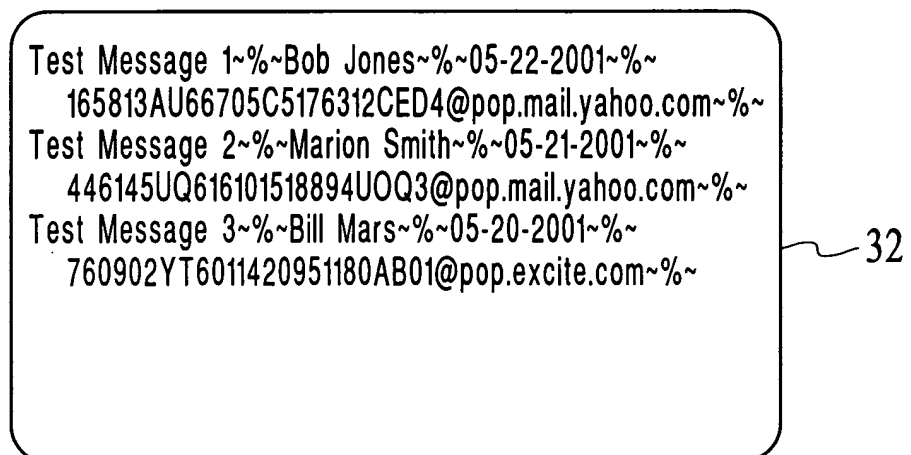 Test Message 1~%~Bob Jones~%~05-22-2001~%~
165813AU66705C5176312CED4@pop.mail.yahoo.com~%~
Test Message 2~%~Marion Smith~%~05-21-2001~%~
446145UQ616101518894UOQ3@pop.mail.yahoo.com~%~
Test Message 3~%~Bill Mars~%~05-20-2001~%~
760902YT6011420951180AB01@pop.excite.com~%~
32